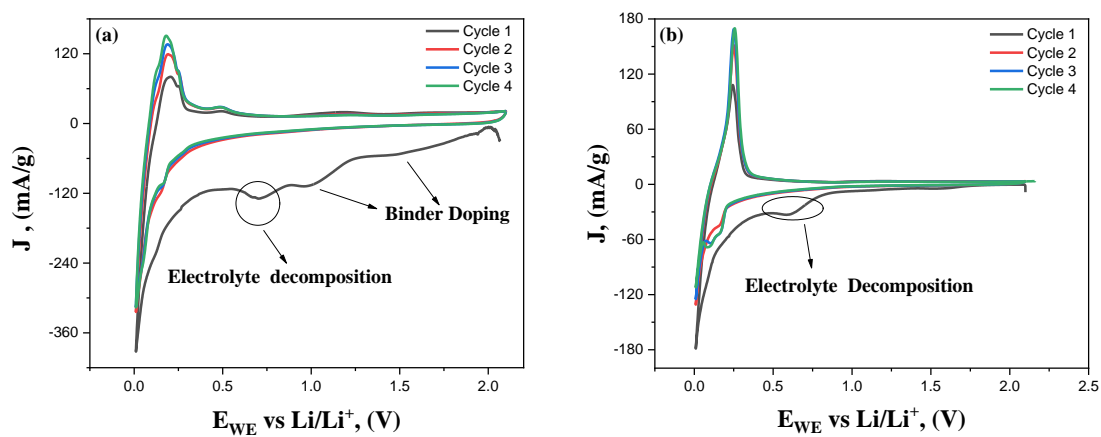 (a)
Cycle 1
Cycle 2
Cycle 3
Cycle 4
120
0
-120
-240
-360
J , (mA/g)
Binder Doping
Electrolyte decomposition
0.0 0.5 1.0 1.5 2.0
E_WE vs Li/Li⁺, (V)
(b)
Cycle 1
Cycle 2
Cycle 3
Cycle 4
180
120
60
0
-60
-120
-180
J, (mA/g)
Electrolyte Decomposition
0.0 0.5 1.0 1.5 2.0 2.5
E_WE vs Li/Li⁺, (V)